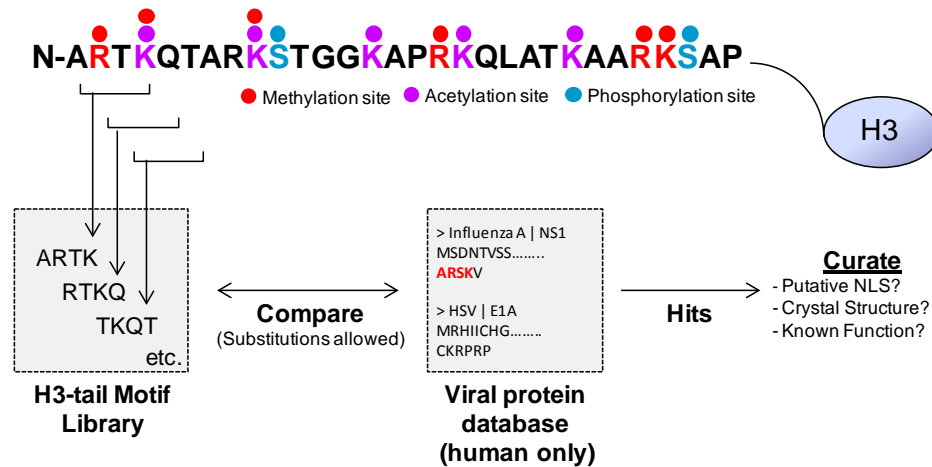 N-ARTKQTARKSTGGKAPRKQLATKAARKSAP
Methylation site
Acetylation site
Phosphorylation site
H3
ARTK
RTKQ
TKQT
etc.
H3-tail Motif
Library
Compare
(Substitutions allowed)
> Influenza A | NS1
MSDNTVSS……..
ARSKV
> HSV | E1A
MRHIICHG……..
CKRPRP
Viral protein
database
(human only)
Hits
Curate
- Putative NLS?
- Crystal Structure?
- Known Function?